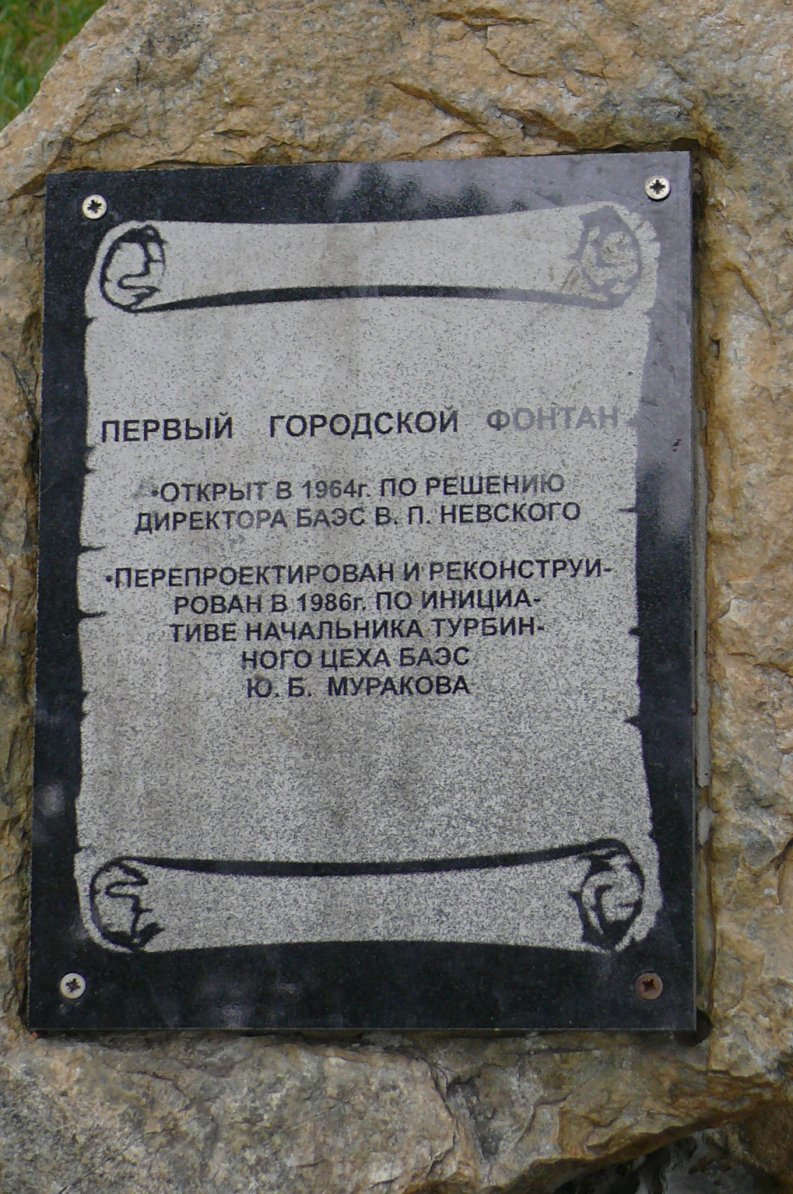 ПЕРВЫЙ ГОРОДСКОЙ ФОНТАН
•ОТКРЫТ В 1964г. ПО РЕШЕНИЮ
ДИРЕКТОРА БАЭС В. П. НЕВСКОГО
•ПЕРЕПРОЕКТИРОВАН И РЕКОНСТРУИ-
РОВАН В 1986г. ПО ИНИЦИА-
ТИВЕ НАЧАЛЬНИКА ТУРБИН-
НОГО ЦЕХА БАЭС
Ю. Б. МУРАКОВА